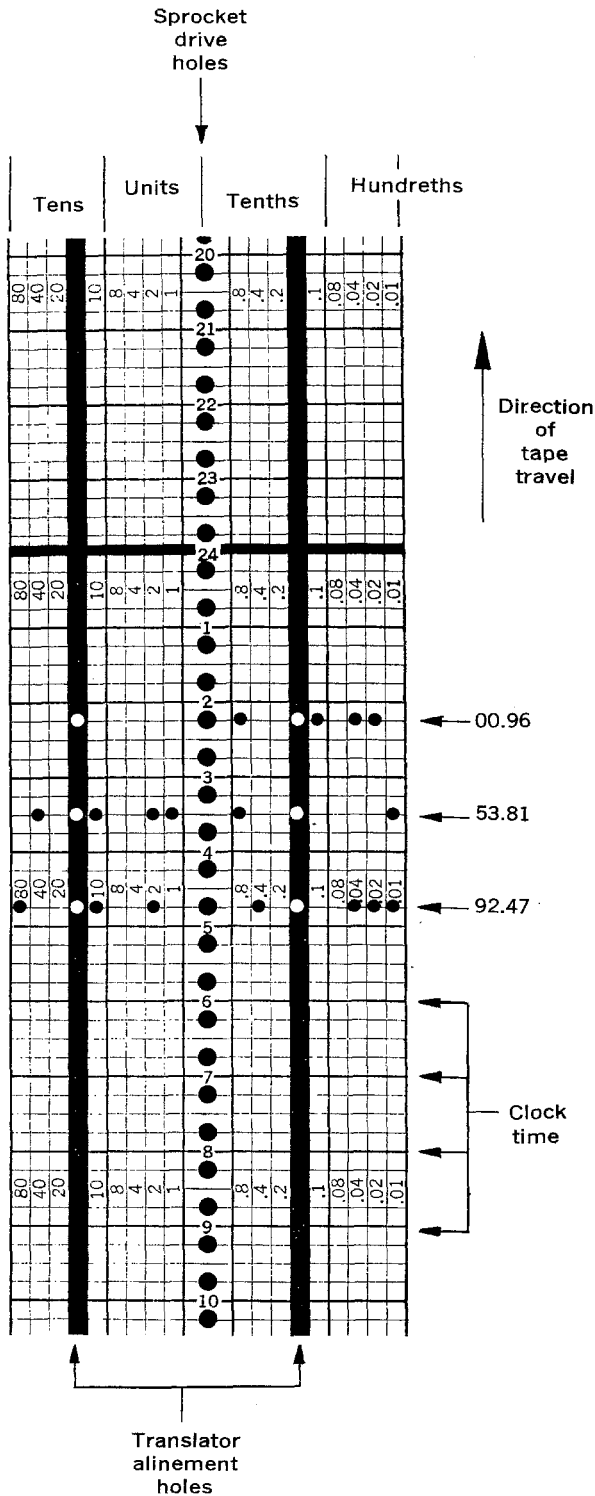 Sprocket
drive
holes
Tens
Units
Tenths
Hundreths
20
80 40 20 10 8 4 2 1 .8 .4 .2 .1 .08 .04 .02 .01
21
22
23
24
80 40 20 10 8 4 2 1 .8 .4 .2 .1 .08 .04 .02 .01
1
2
00.96
3
53.81
4
80 40 20 10 8 4 2 1 .8 .4 .2 .1 .08 .04 .02 .01
92.47
5
6
7
8
80 40 20 10 8 4 2 1 .8 .4 .2 .1 .08 .04 .02 .01
9
10
Direction
of
tape
travel
Clock
time
Translator
alinement
holes